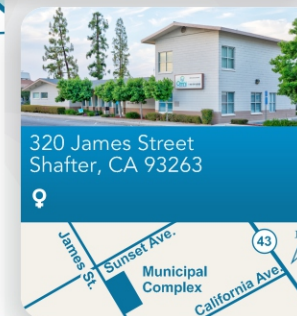 320 James Street
Shafter, CA 93263
James St.
Sunset Ave.
43
Municipal
Complex
California Ave.